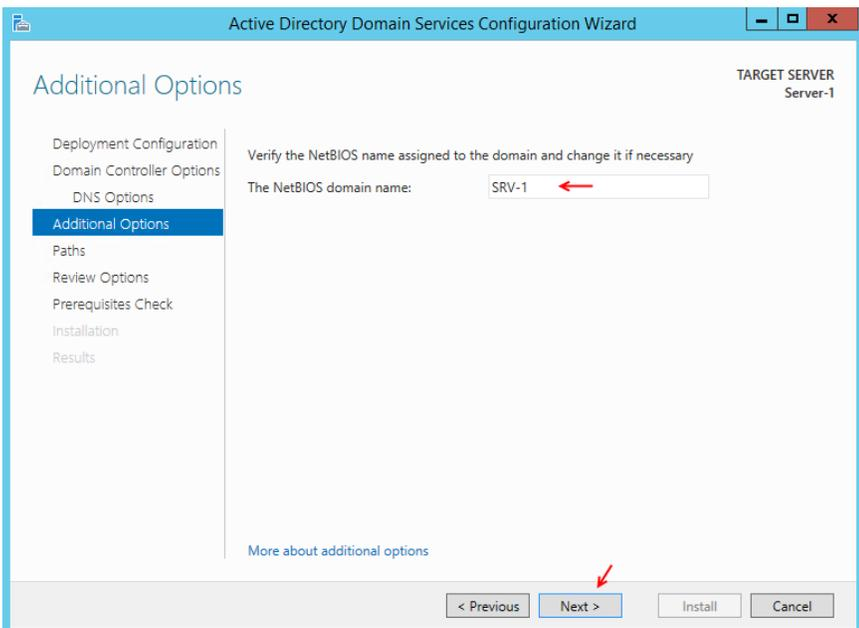 Active Directory Domain Services Configuration Wizard
Additional Options
TARGET SERVER
Server-1
Deployment Configuration
Domain Controller Options
DNS Options
Additional Options
Paths
Review Options
Prerequisites Check
Installation
Results
Verify the NetBIOS name assigned to the domain and change it if necessary
The NetBIOS domain name: SRV-1
More about additional options
< Previous Next > Install Cancel